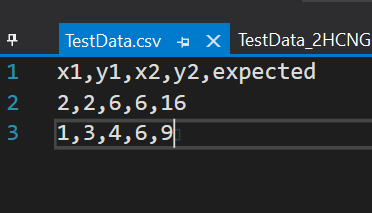 TestData.csv TestData_2HCNG
1 x1,y1,x2,y2,expected
2 2,2,6,6,16
3 1,3,4,6,9